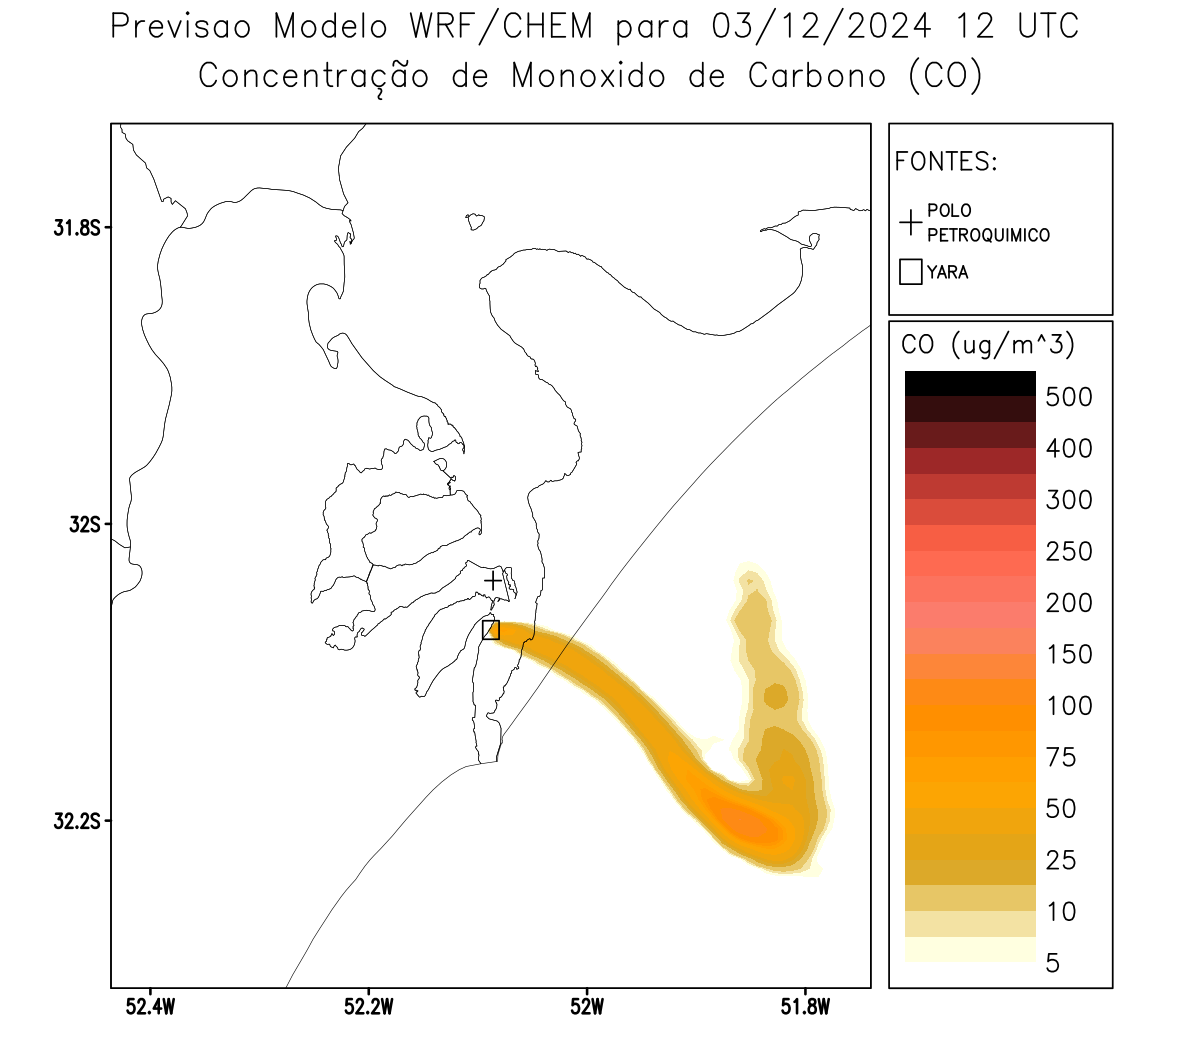 Previsao Modelo WRF/CHEM para 03/12/2024 12 UTC
Concentração de Monoxido de Carbono (CO)
FONTES:
POLO
PETROQUIMICO
YARA
CO (ug/m^3)
500
400
300
250
200
150
100
75
50
25
10
5
31.8S
32S
32.2S
52.4W
52.2W
52W
51.8W